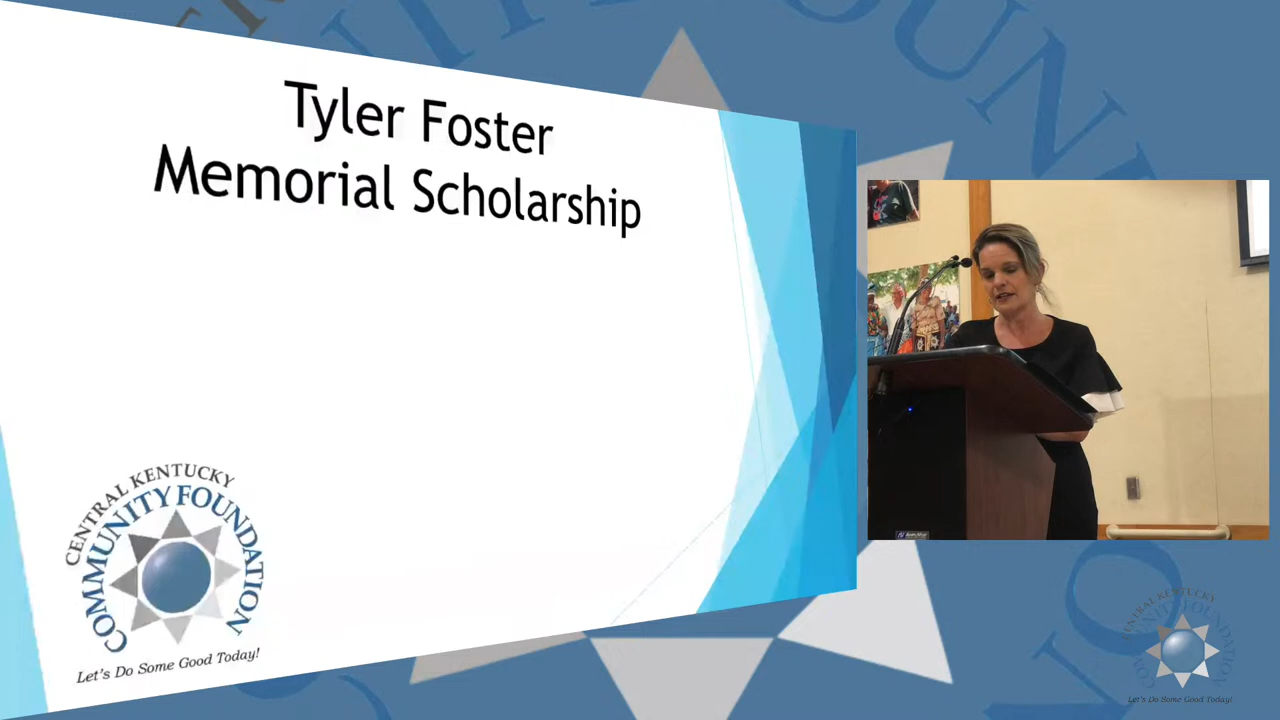 Tyler Foster
Memorial Scholarship
CENTRAL KENTUCKY
COMMUNITY FOUNDATION
Let's Do Some Good Today!
CENTRAL KENTUCKY
COMMUNITY FOUNDATION
Let's Do Some Good Today!